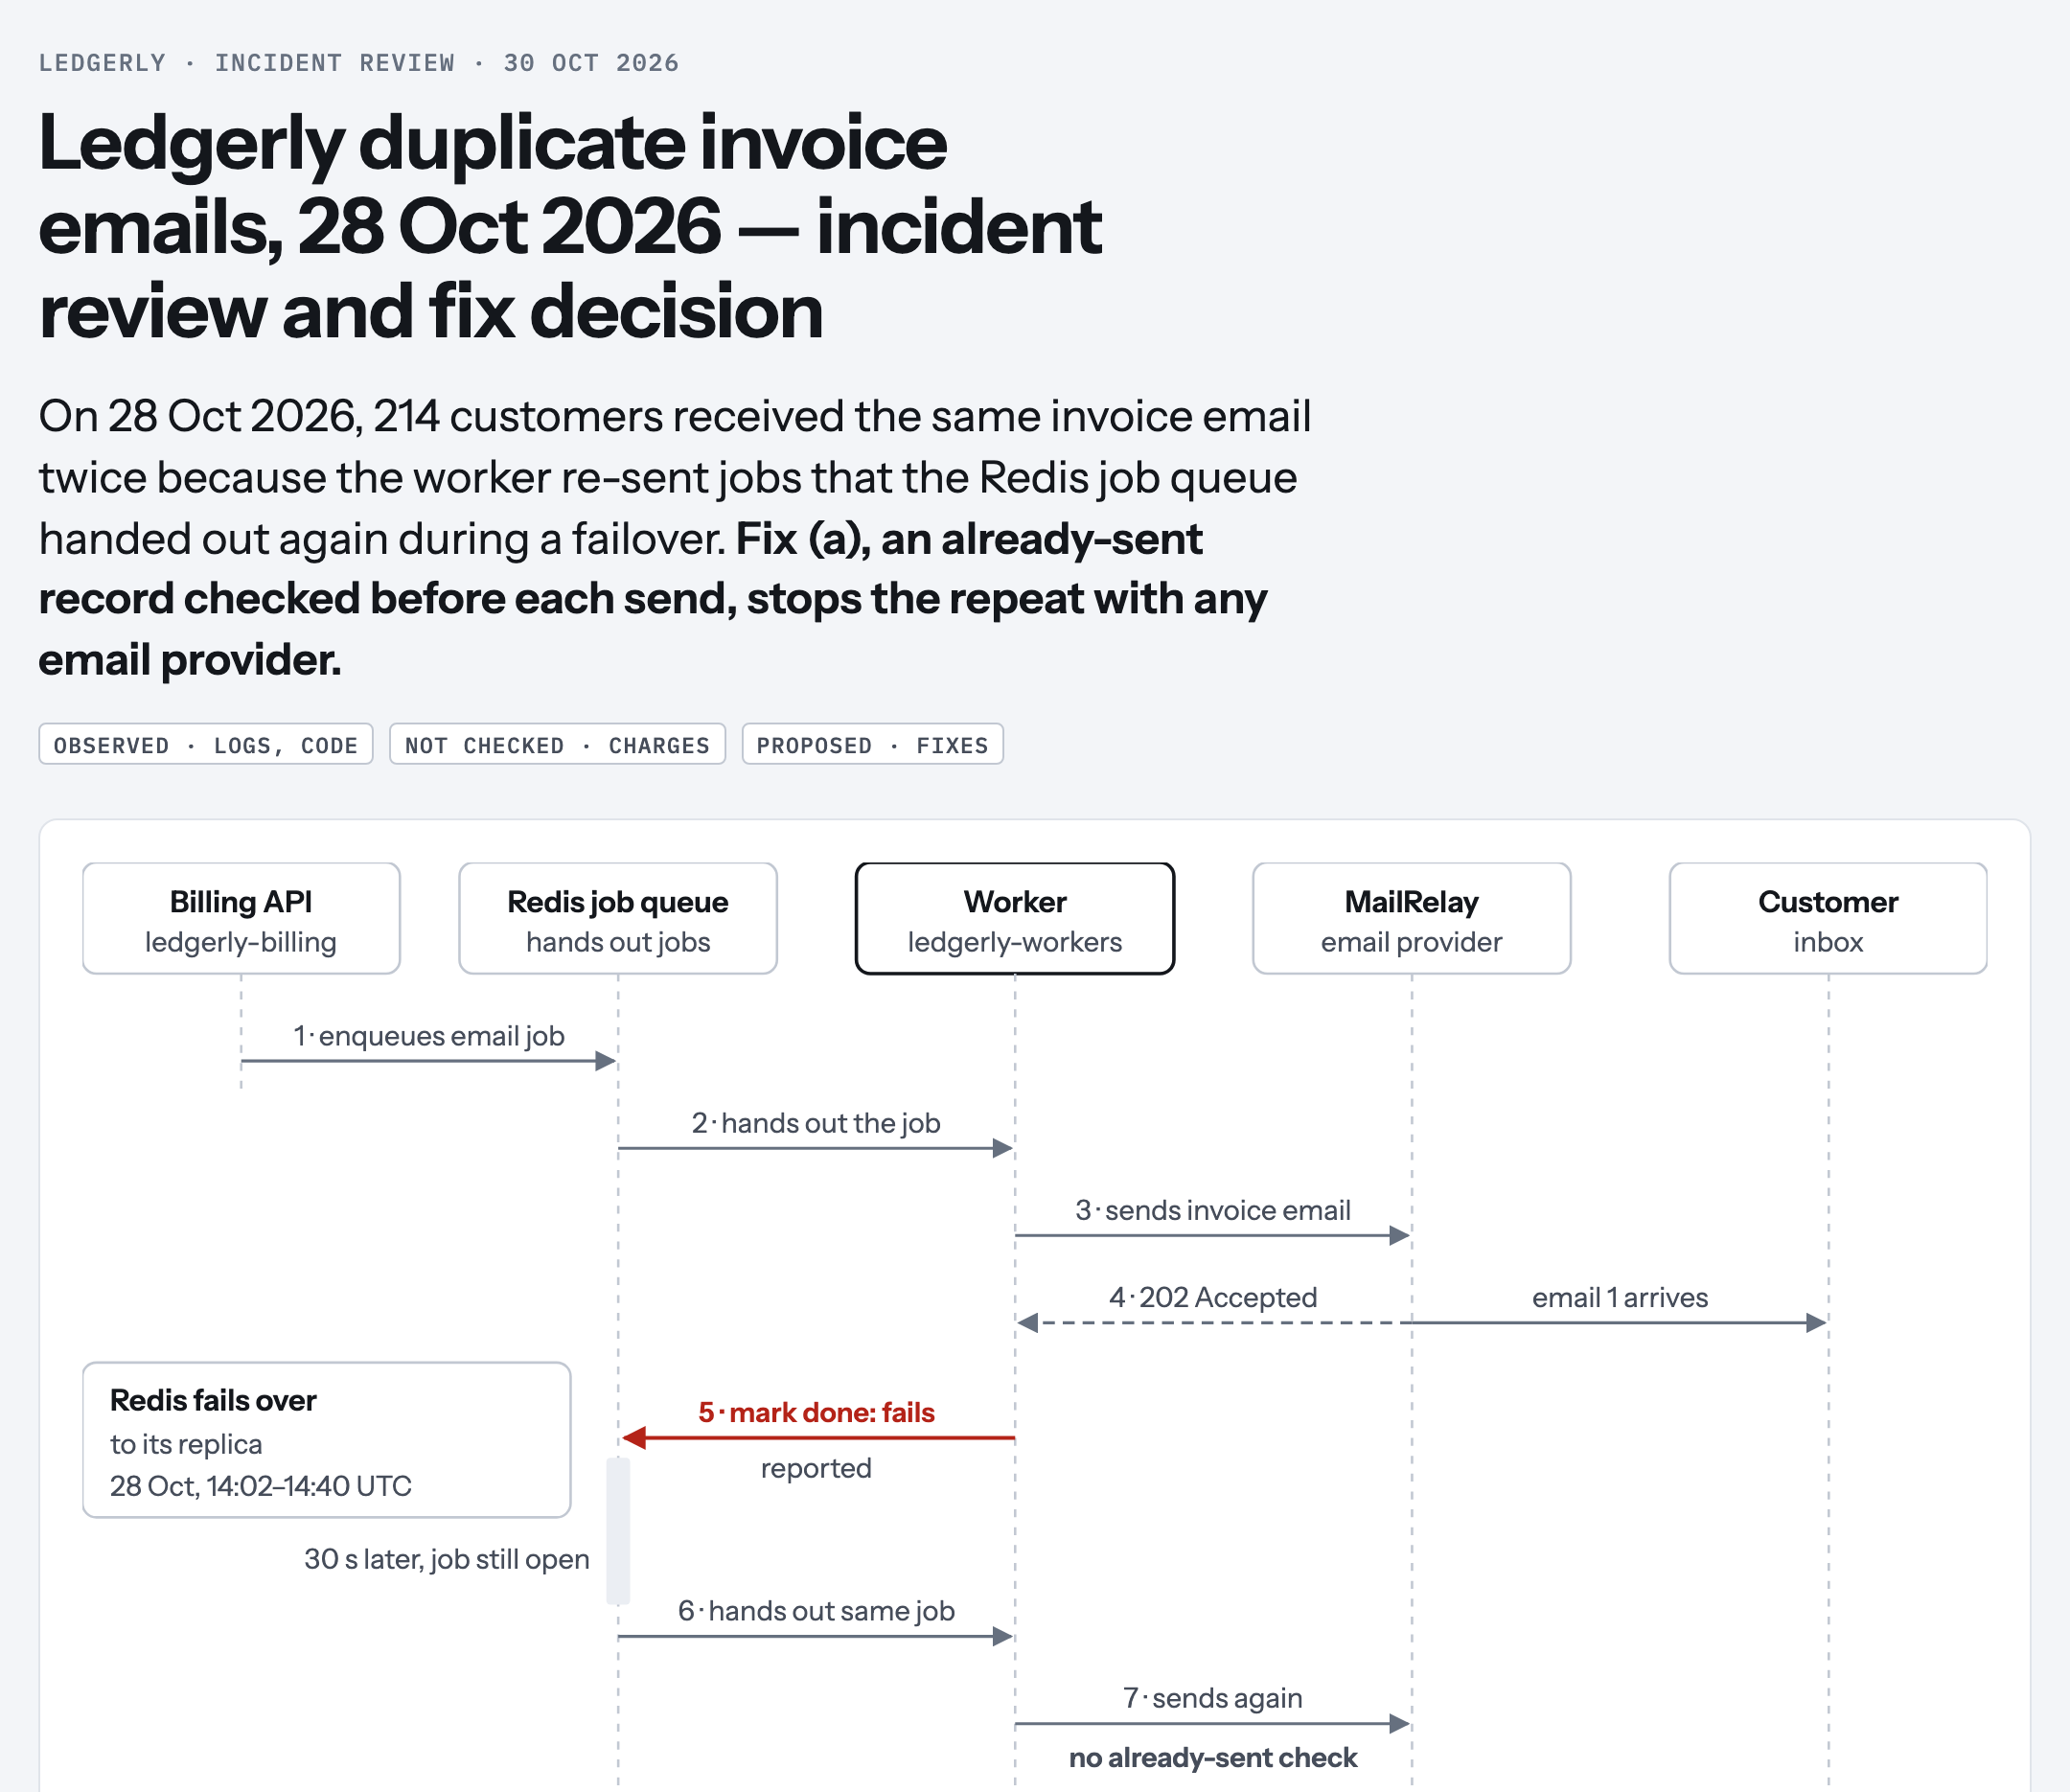 LEDGERLY · INCIDENT REVIEW · 30 OCT 2026
Ledgerly duplicate invoice
emails, 28 Oct 2026 — incident
review and fix decision
On 28 Oct 2026, 214 customers received the same invoice email
twice because the worker re-sent jobs that the Redis job queue
handed out again during a failover. Fix (a), an already-sent
record checked before each send, stops the repeat with any
email provider.
OBSERVED · LOGS, CODE
NOT CHECKED · CHARGES
PROPOSED · FIXES
Billing API
ledgerly-billing
Redis job queue
hands out jobs
Worker
ledgerly-workers
MailRelay
email provider
Customer
inbox
1 · enqueues email job
2 · hands out the job
3 · sends invoice email
4 · 202 Accepted
email 1 arrives
Redis fails over
to its replica
28 Oct, 14:02–14:40 UTC
5 · mark done: fails
reported
30 s later, job still open
6 · hands out same job
7 · sends again
no already-sent check